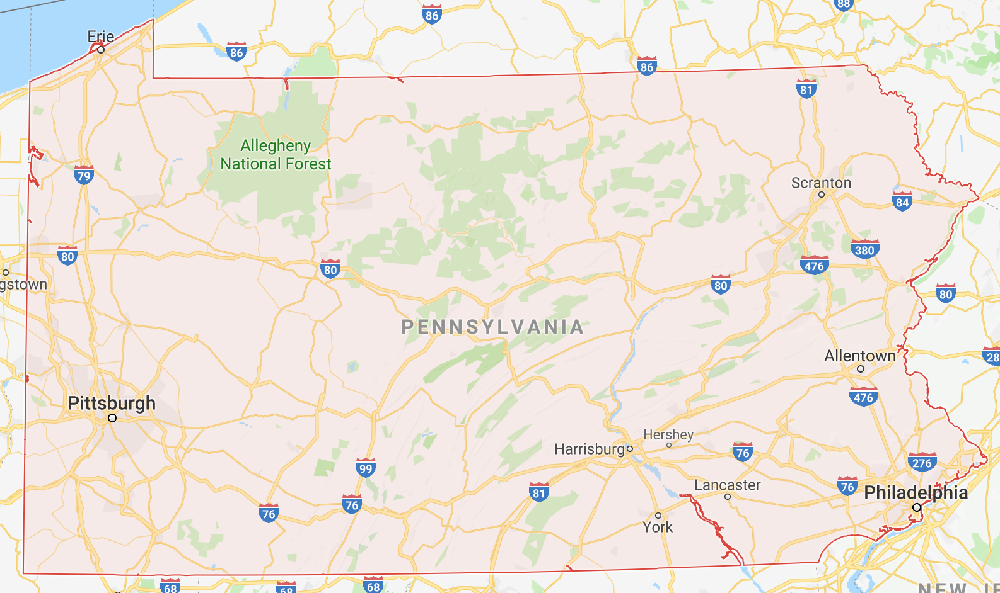 88
86
Erie
86
86
81
Allegheny
National Forest
79
Scranton
84
80
380
476
80
gstown
80
80
PENNSYLVANIA
Allentown
28
476
Pittsburgh
Hershey
Harrisburg
76
99
276
Lancaster
76
81
Philadelphia
76
76
York
68
68
68
NEW JE